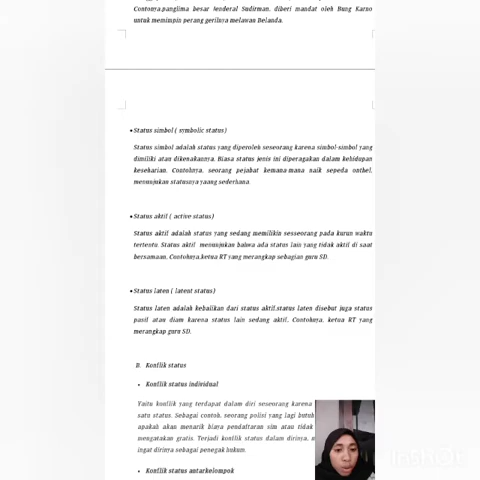 Contonya,panglima besar Jenderal Sudirman, diberi mandat oleh Bung Karno
untuk memimpin perang gerilya melawan Belanda.
• Status simbol ( symbolic status)
Status simbol adalah status yang diperoleh seseorang karena simbol-simbol yang
dimiliki atau dikenakannya. Biasa status jenis ini diperagakan dalam kehidupan
keseharian. Contohnya, seorang pejabat kemana-mana naik sepeda onthel,
menunjukan statusnya yaang sederhana.
• Status aktif ( active status)
Status aktif adalah status yang sedang memilikin sesseorang pada kurun waktu
tertentu. Status aktif menunjukan bahwa ada status lain yang tidak aktif di saat
bersamaan. Contohnya,ketua RT yang merangkap sebagian guru SD.
• Status laten ( latent status)
Status laten adalah kebalikan dari status aktif.status laten disebut juga status
pasif atau diam karena status lain sedang aktif. Contohnya, ketua RT yang
merangkap guru SD.
B. Konflik status
• Konflik status individual
Yaitu konflik yang terdapat dalam diri seseorang karena
satu status. Sebagai contoh, seorang polisi yang lagi butuh
apakah akan menarik biaya pendaftaran sim atau tidak
mengatakan gratis. Terjadi konflik status dalam dirinya,
ingat dirinya sebagai penegak hukum.
• Konflik status antarkelompok